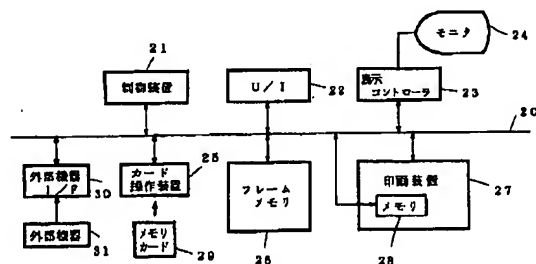 モニタ
24
21
制御装置
U/I
22
表示
コントローラ
23
20
外部機器
I F
30
カード
操作装置
25
フレーム
メモリ
26
印画装置
27
メモリ
28
外部機器
31
メモリ
カード
29